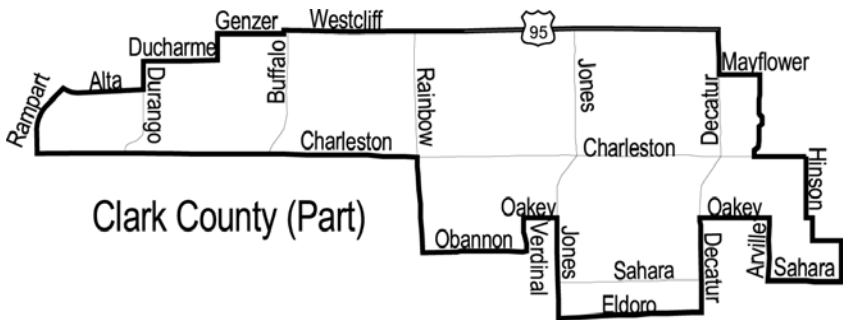 Genzer
Westcliff
95
Ducharme
Mayflower
Alta
Rampart
Durango
Buffalo
Rainbow
Jones
Decatur
Charleston
Charleston
Hinson
Clark County (Part)
Oakey
Oakey
Obannon
Verdinal
Jones
Decatur
Arville
Sahara
Sahara
Eldoro